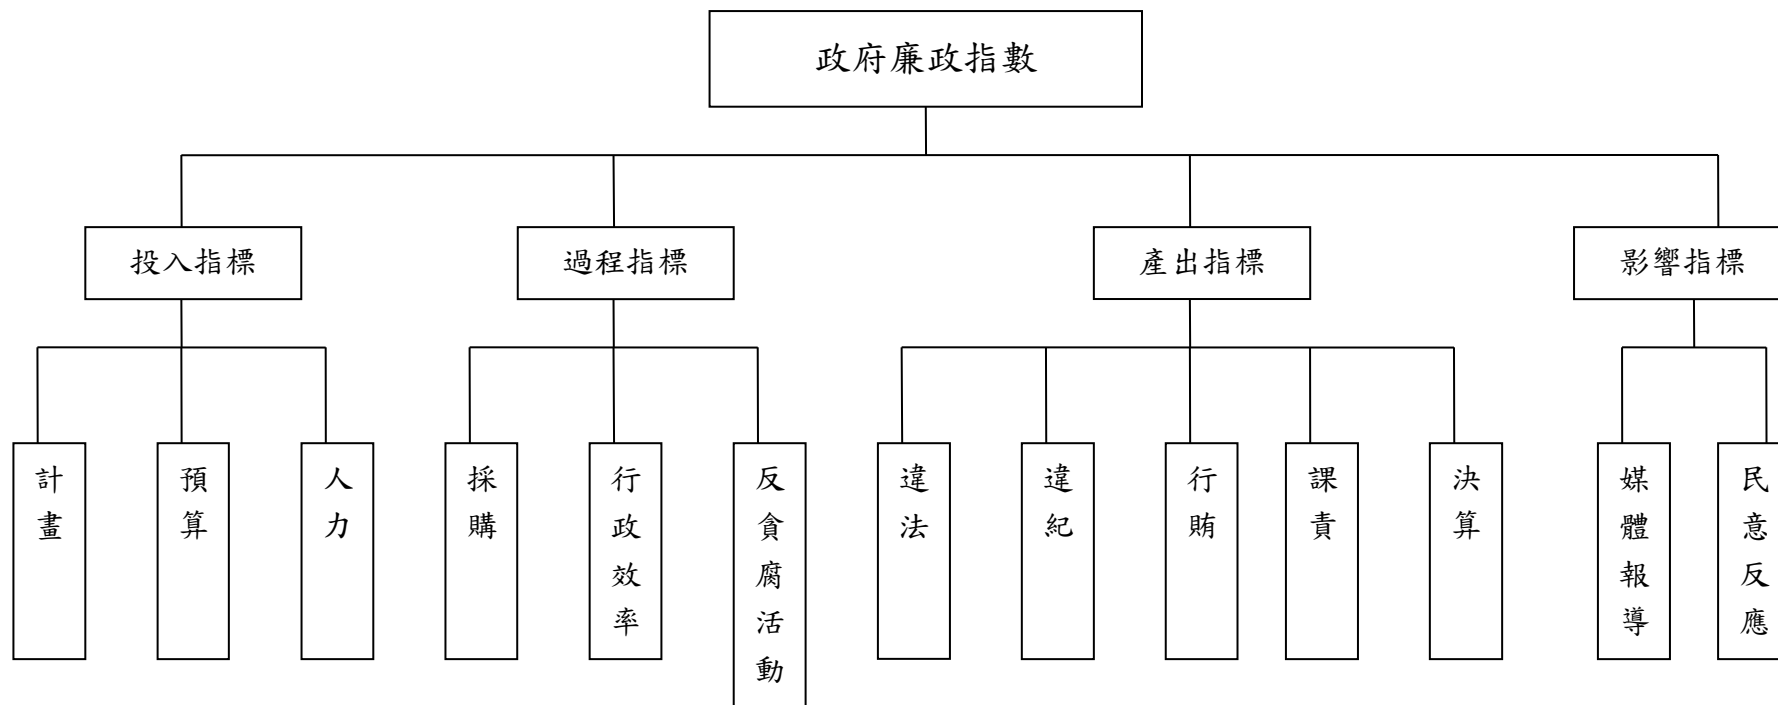 政府廉政指數
投入指標
過程指標
產出指標
影響指標
計畫
預算
人力
採購
行政效率
反貪腐活動
違法
違紀
行賄
課責
決算
媒體報導
民意反應